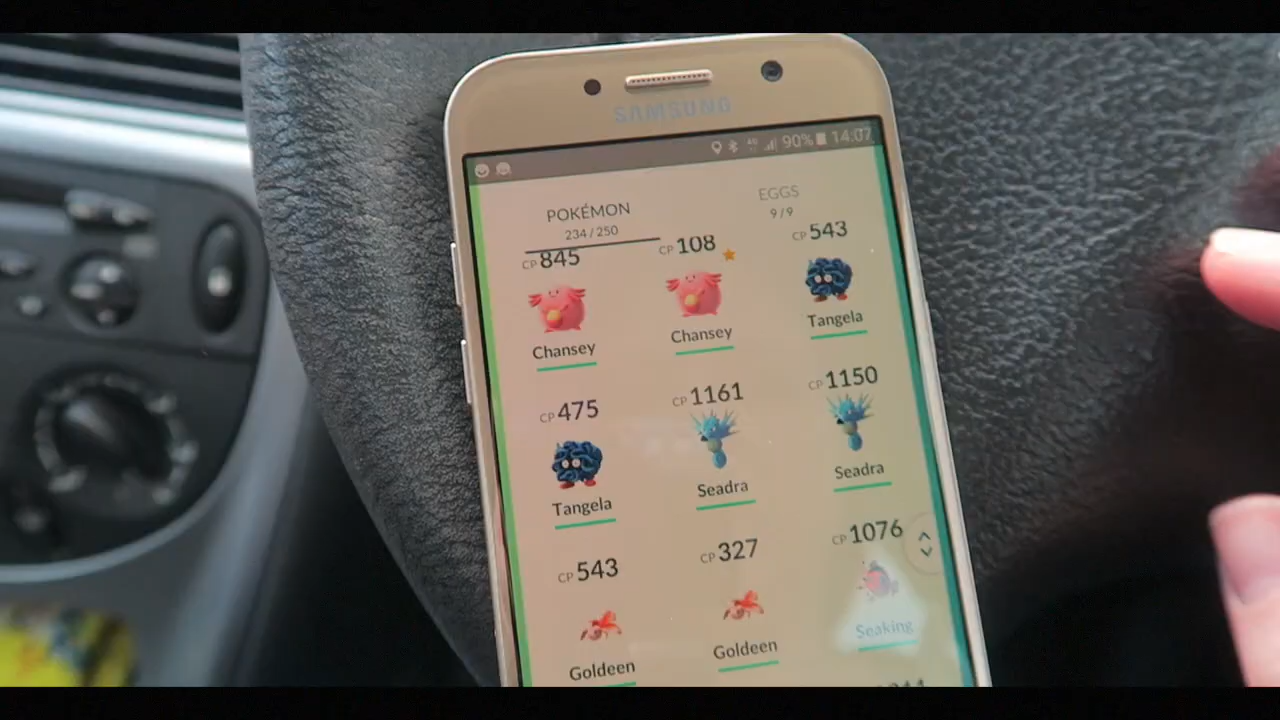 SAMSUNG
4G 90% 14:07
POKÉMON
234 / 250
EGGS
9 / 9
CP 845
CP 108
CP 543
Chansey
Chansey
Tangela
CP 475
CP 1161
CP 1150
Tangela
Seadra
Seadra
CP 543
CP 327
CP 1076
Goldeen
Goldeen
Seaking